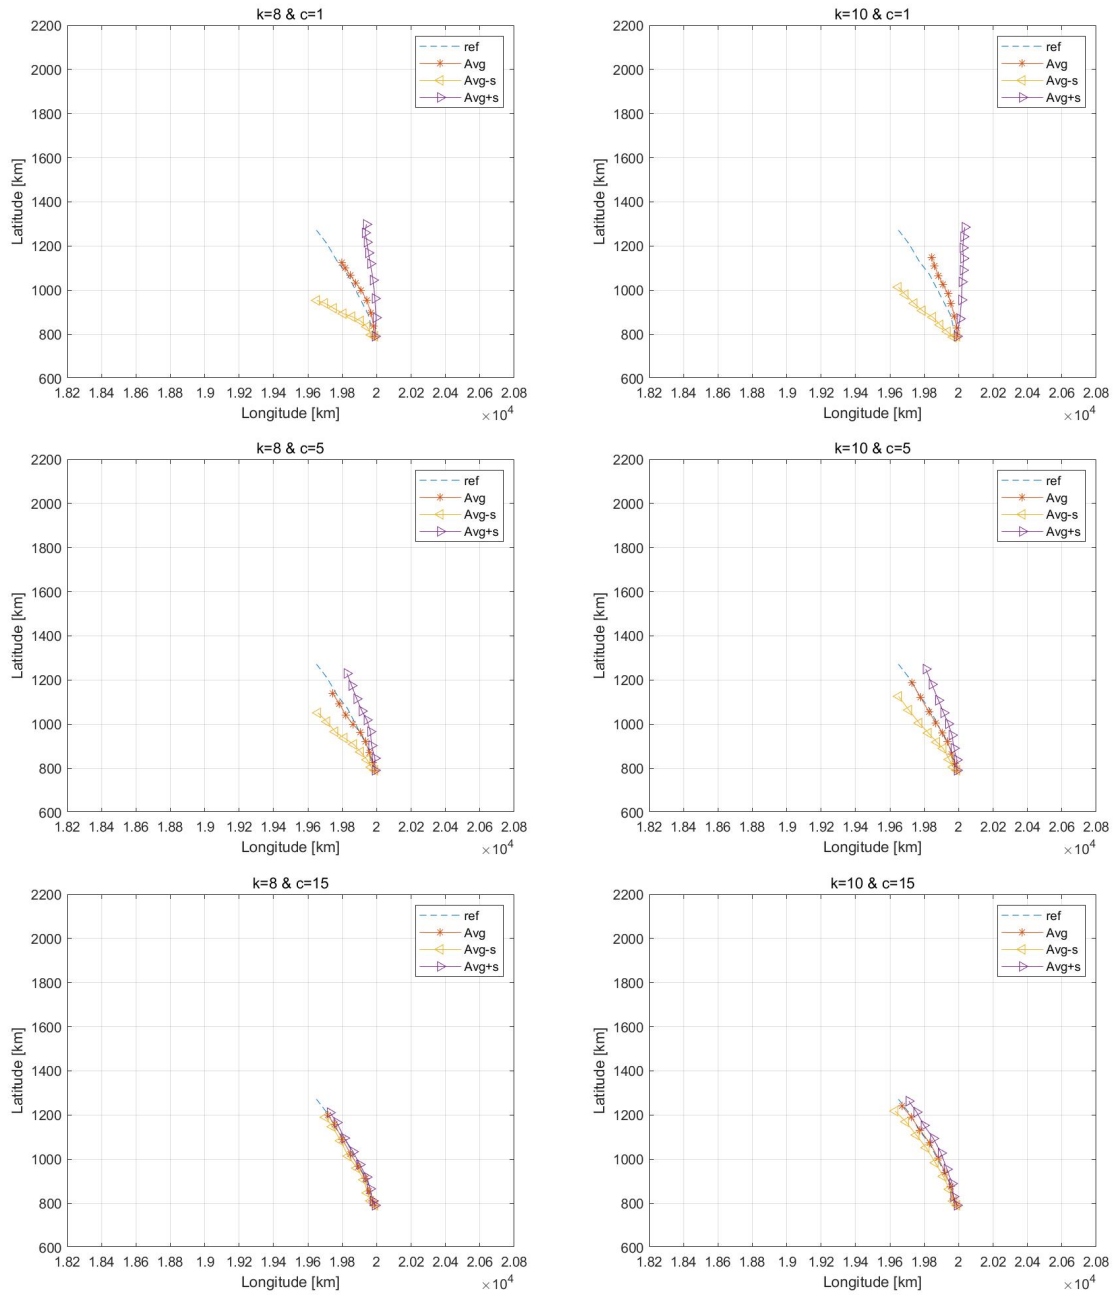 k=8 & c=1
2200
2000
1800
1600
1400
1200
1000
800
600
Latitude [km]
ref
Avg
Avg-s
Avg+s
1.82 1.84 1.86 1.88 1.9 1.92 1.94 1.96 1.98 2 2.02 2.04 2.06 2.08
Longitude [km]
×10⁴
k=10 & c=1
2200
2000
1800
1600
1400
1200
1000
800
600
Latitude [km]
ref
Avg
Avg-s
Avg+s
1.82 1.84 1.86 1.88 1.9 1.92 1.94 1.96 1.98 2 2.02 2.04 2.06 2.08
Longitude [km]
×10⁴
k=8 & c=5
2200
2000
1800
1600
1400
1200
1000
800
600
Latitude [km]
ref
Avg
Avg-s
Avg+s
1.82 1.84 1.86 1.88 1.9 1.92 1.94 1.96 1.98 2 2.02 2.04 2.06 2.08
Longitude [km]
×10⁴
k=10 & c=5
2200
2000
1800
1600
1400
1200
1000
800
600
Latitude [km]
ref
Avg
Avg-s
Avg+s
1.82 1.84 1.86 1.88 1.9 1.92 1.94 1.96 1.98 2 2.02 2.04 2.06 2.08
Longitude [km]
×10⁴
k=8 & c=15
2200
2000
1800
1600
1400
1200
1000
800
600
Latitude [km]
ref
Avg
Avg-s
Avg+s
1.82 1.84 1.86 1.88 1.9 1.92 1.94 1.96 1.98 2 2.02 2.04 2.06 2.08
Longitude [km]
×10⁴
k=10 & c=15
2200
2000
1800
1600
1400
1200
1000
800
600
Latitude [km]
ref
Avg
Avg-s
Avg+s
1.82 1.84 1.86 1.88 1.9 1.92 1.94 1.96 1.98 2 2.02 2.04 2.06 2.08
Longitude [km]
×10⁴